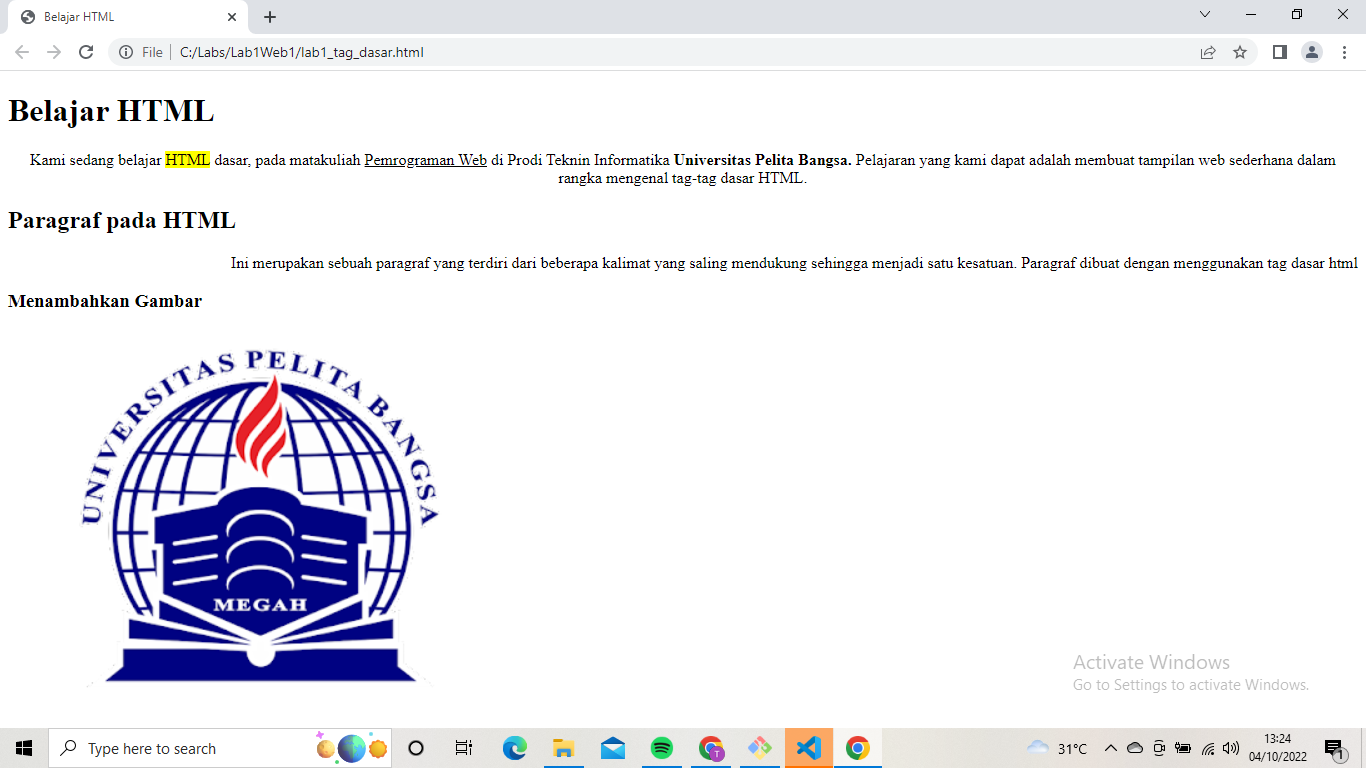 Belajar HTML
File
C:/Labs/Lab1Web1/lab1_tag_dasar.html
Belajar HTML
Kami sedang belajar HTML dasar, pada matakuliah Pemrograman Web di Prodi Teknin Informatika Universitas Pelita Bangsa. Pelajaran yang kami dapat adalah membuat tampilan web sederhana dalam
rangka mengenal tag-tag dasar HTML.
Paragraf pada HTML
Ini merupakan sebuah paragraf yang terdiri dari beberapa kalimat yang saling mendukung sehingga menjadi satu kesatuan. Paragraf dibuat dengan menggunakan tag dasar html
Menambahkan Gambar
UNIVERSITAS PELITA BANGSA
MEGAH
Activate Windows
Go to Settings to activate Windows.
Type here to search
T
31°C
13:24
04/10/2022
1